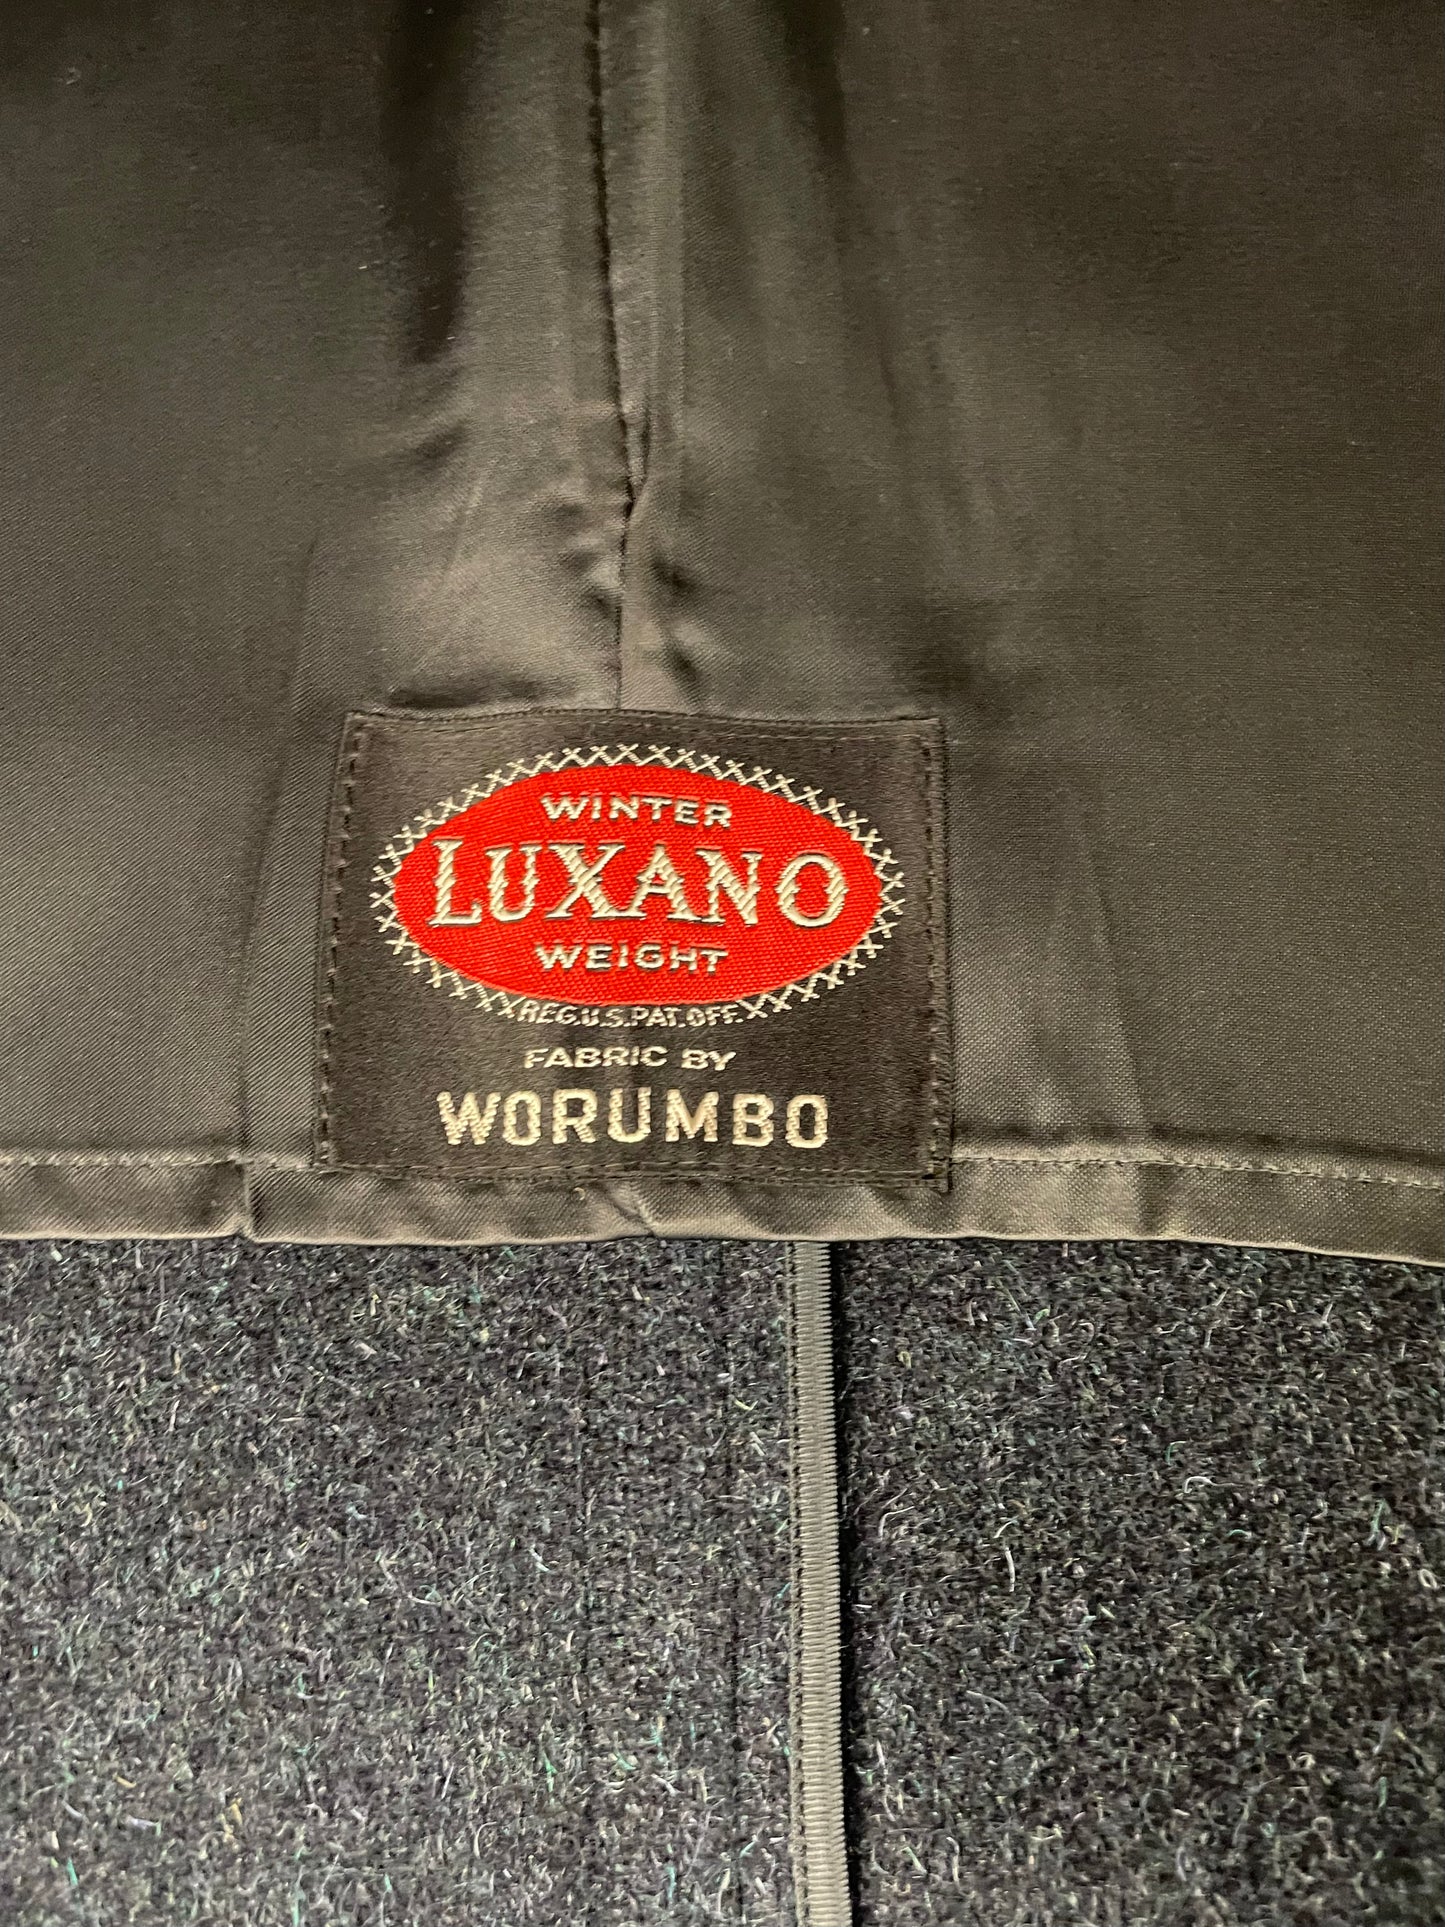 WINTER
LUXANO
WEIGHT
REG.U.S.PAT.OFF.
FABRIC BY
WORUMBO